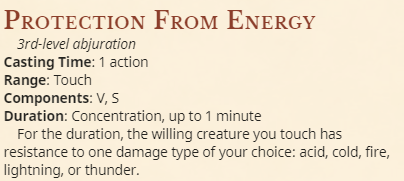 Protection From Energy
3rd-level abjuration
Casting Time: 1 action
Range: Touch
Components: V, S
Duration: Concentration, up to 1 minute
For the duration, the willing creature you touch has
resistance to one damage type of your choice: acid, cold, fire,
lightning, or thunder.